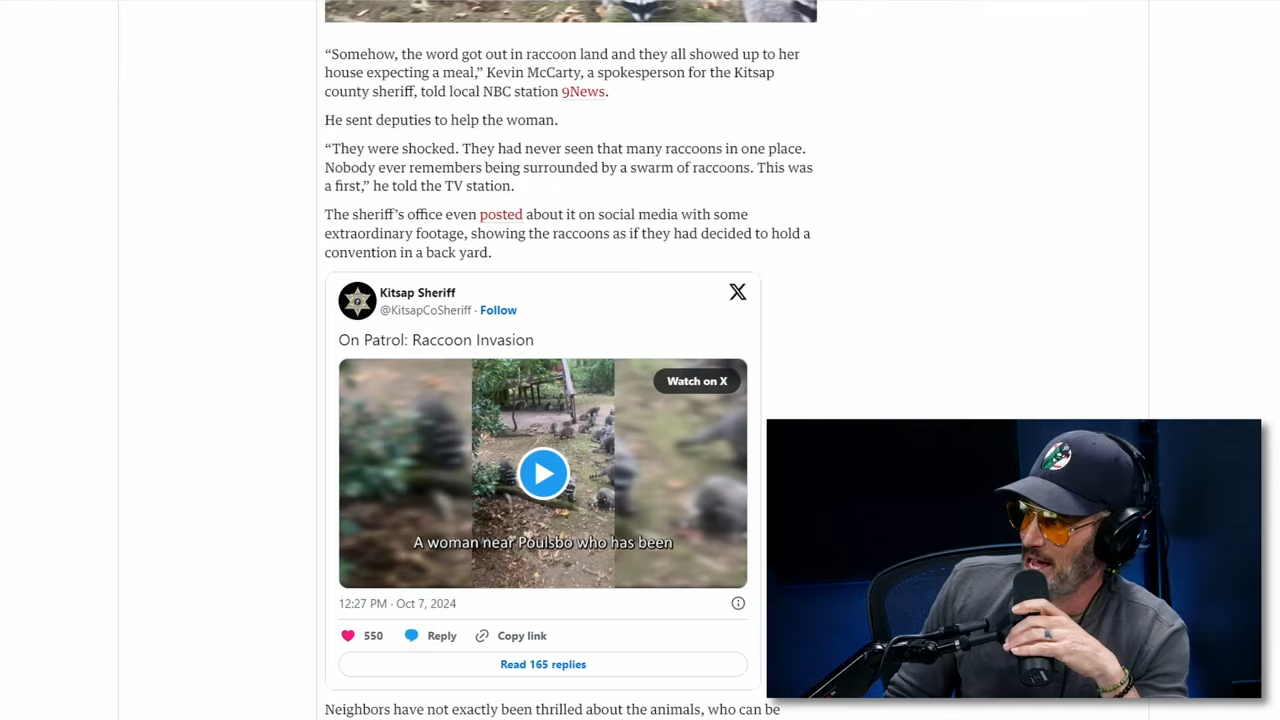 “Somehow, the word got out in raccoon land and they all showed up to her
house expecting a meal,” Kevin McCarty, a spokesperson for the Kitsap
county sheriff, told local NBC station 9News.
He sent deputies to help the woman.
“They were shocked. They had never seen that many raccoons in one place.
Nobody ever remembers being surrounded by a swarm of raccoons. This was
a first,” he told the TV station.
The sheriff’s office even posted about it on social media with some
extraordinary footage, showing the raccoons as if they had decided to hold a
convention in a back yard.
Kitsap Sheriff
@KitsapCoSheriff · Follow
On Patrol: Raccoon Invasion
Watch on X
A woman near Poulsbo who has been
12:27 PM · Oct 7, 2024
550 Reply Copy link
Read 165 replies
Neighbors have not exactly been thrilled about the animals, who can be